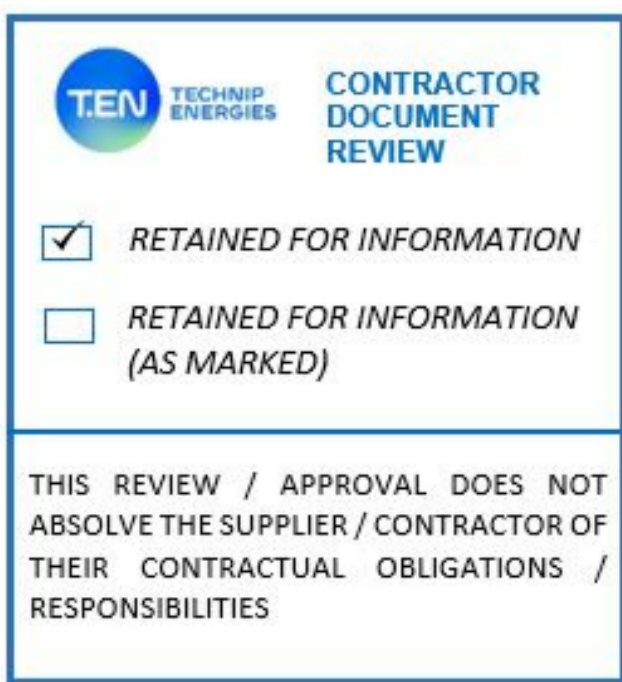 T.EN TECHNIP
ENERGIES
CONTRACTOR
DOCUMENT
REVIEW
RETAINED FOR INFORMATION
RETAINED FOR INFORMATION
(AS MARKED)
THIS REVIEW / APPROVAL DOES NOT
ABSOLVE THE SUPPLIER / CONTRACTOR OF
THEIR CONTRACTUAL OBLIGATIONS /
RESPONSIBILITIES